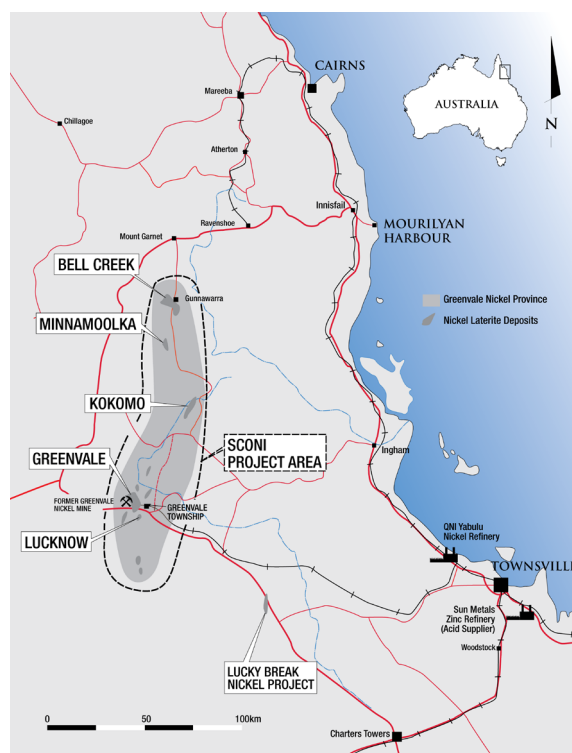 CAIRNS
Mareeba
AUSTRALIA
N
Chillagoe
Atherton
Innisfail
Ravenshoe
MOURILYAN
HARBOUR
Mount Garnet
BELL CREEK
Gunnawarra
Greenvale Nickel Province
MINNAMOOLKA
Nickel Laterite Deposits
KOKOMO
SCONI
PROJECT AREA
Ingham
GREENVALE
FORMER GREENVALE
NICKEL MINE
GREENVALE
TOWNSHIP
LUCKNOW
QNI Yabulu
Nickel Refinery
TOWNSVILLE
Sun Metals
Zinc Refinery
(Acid Supplier)
Woodstock
LUCKY BREAK
NICKEL PROJECT
0 50 100km
Charters Towers